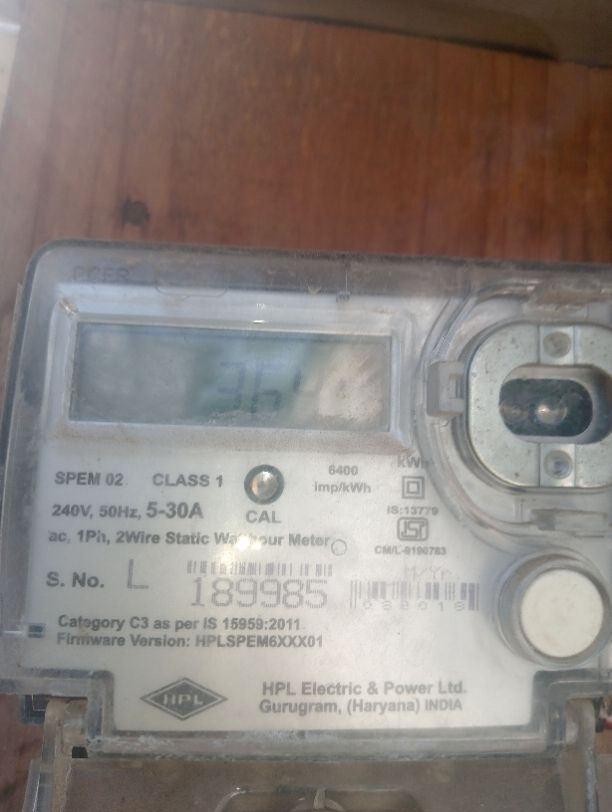 SPEM 02 CLASS 1
6400
imp/kWh
kWh
240V, 50Hz, 5-30A
CAL
IS:13779
ac, 1Ph, 2Wire Static Meter
CM/L-9190783
S. No. L 189985
M/Yr.
Category C3 as per IS 15959:2011.
Firmware Version: HPLSPEM6XXX01
HPL
HPL Electric & Power Ltd.
Gurugram, (Haryana) INDIA